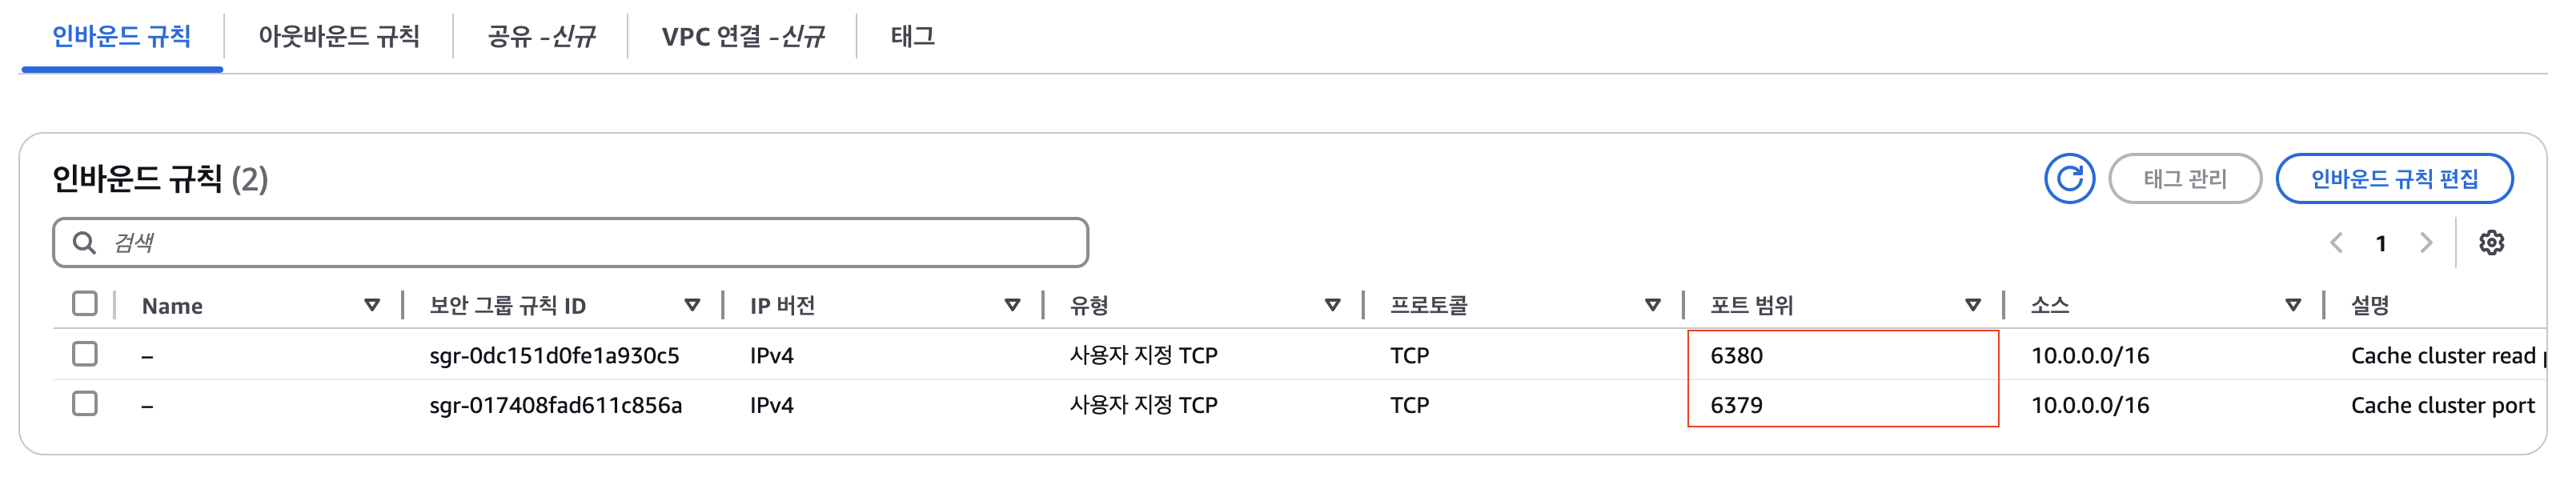 인바운드 규칙 아웃바운드 규칙 공유 -신규 VPC 연결 -신규 태그
인바운드 규칙 (2) 태그 관리 인바운드 규칙 편집
검색 1
Name 보안 그룹 규칙 ID IP 버전 유형 프로토콜 포트 범위 소스 설명
– sgr-0dc151d0fe1a930c5 IPv4 사용자 지정 TCP TCP 6380 10.0.0.0/16 Cache cluster read
– sgr-017408fad611c856a IPv4 사용자 지정 TCP TCP 6379 10.0.0.0/16 Cache cluster port